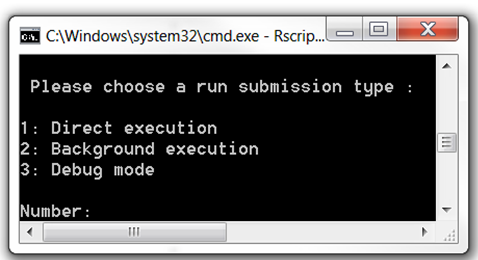 C:\Windows\system32\cmd.exe - Rscrip...
Please choose a run submission type :
1: Direct execution
2: Background execution
3: Debug mode
Number: